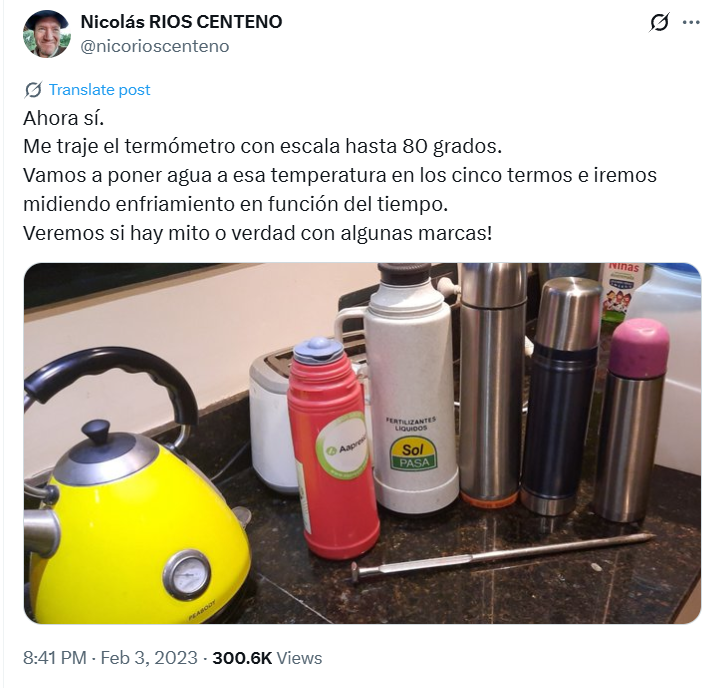 Nicolás RIOS CENTENO
@nicorioscenteno
Translate post
Ahora sí.
Me traje el termómetro con escala hasta 80 grados.
Vamos a poner agua a esa temperatura en los cinco termos e iremos
midiendo enfriamiento en función del tiempo.
Veremos si hay mito o verdad con algunas marcas!
Niñas
Aapresid
FERTILIZANTES
LIQUIDOS
Sol
PASA
PEABODY
8:41 PM · Feb 3, 2023 · 300.6K Views